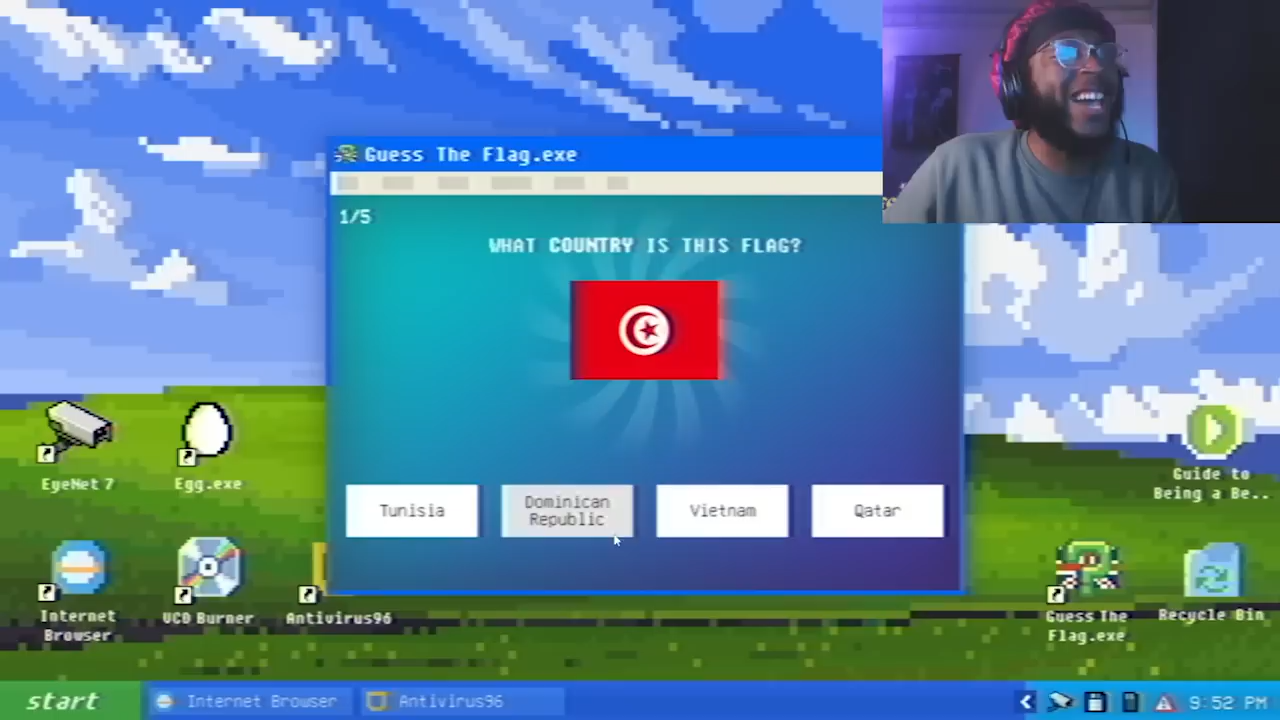 Guess The Flag.exe
1/5
WHAT COUNTRY IS THIS FLAG?
Tunisia
Dominican
Republic
Vietnam
Qatar
EyeNet 7
Egg.exe
Guide to
Being a Be..
Internet
Browser
VCD Burner
Antivirus96
Guess The
Flag.exe
Recycle Bin
start
Internet Browser
Antivirus96
9:52 PM